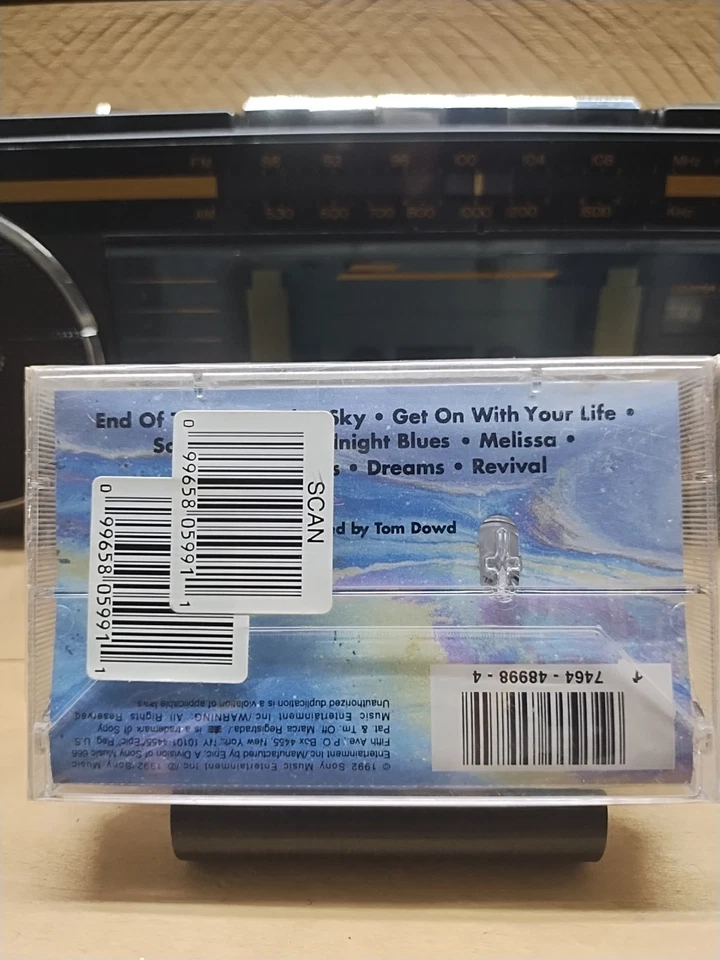 FM 88 92 96 100 104 108 MHz
AM 530 600 700 800 1000 1200 1600 KHz
End Of Sky • Get On With Your Life •
dnight Blues • Melissa •
s • Dreams • Revival
ed by Tom Dowd
SCAN
0 99658 05991 1
0 99658 05991 1
7464 - 48998 - 4
© 1992 Sony Music Entertainment Inc./℗ 1992 Sony Music
Entertainment Inc./Manufactured by Epic, A Division of Sony Music/666
Fifth Ave., P.O. Box 4455, New York, NY 10101-4455/"Epic" Reg. U.S.
Pat. & Tm. Off. Marca Registrada./ is a trademark of Sony
Music Entertainment Inc./WARNING: All Rights Reserved.
Unauthorized duplication is a violation of applicable laws.